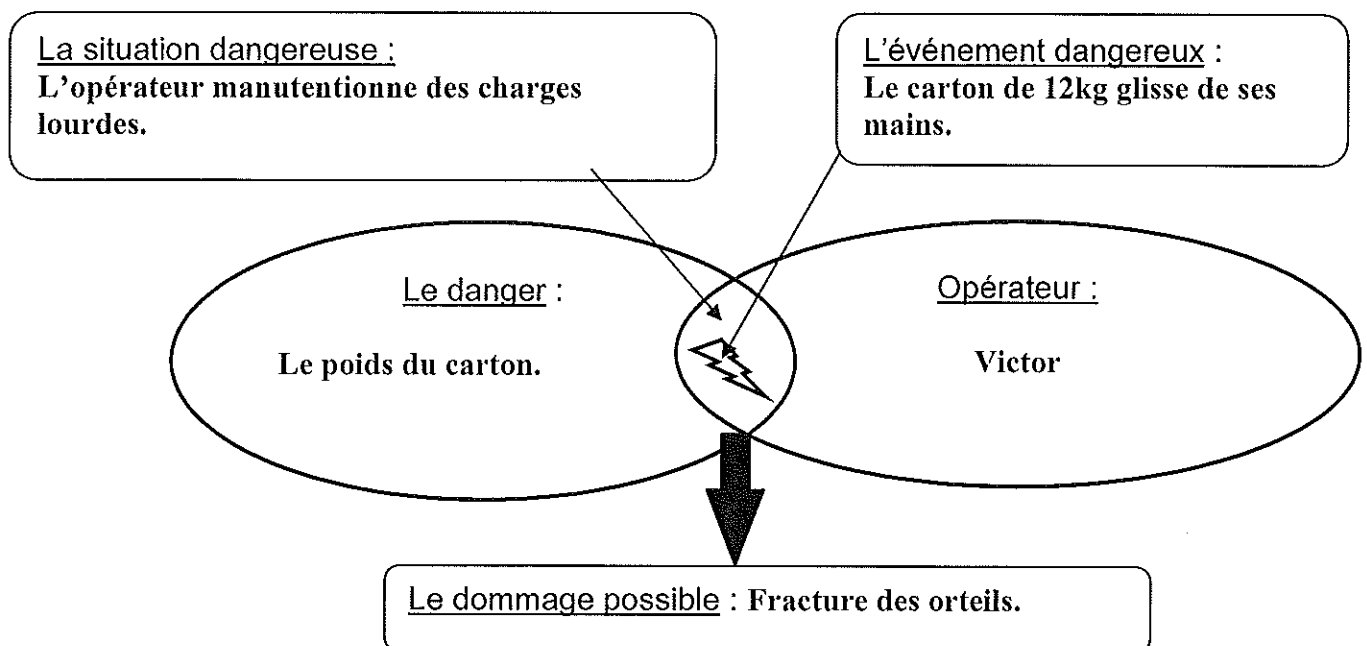 La situation dangereuse :
L'opérateur manutentionne des charges
lourdes.
L'événement dangereux :
Le carton de 12kg glisse de ses
mains.
Le danger :
Le poids du carton.
Opérateur :
Victor
Le dommage possible : Fracture des orteils.